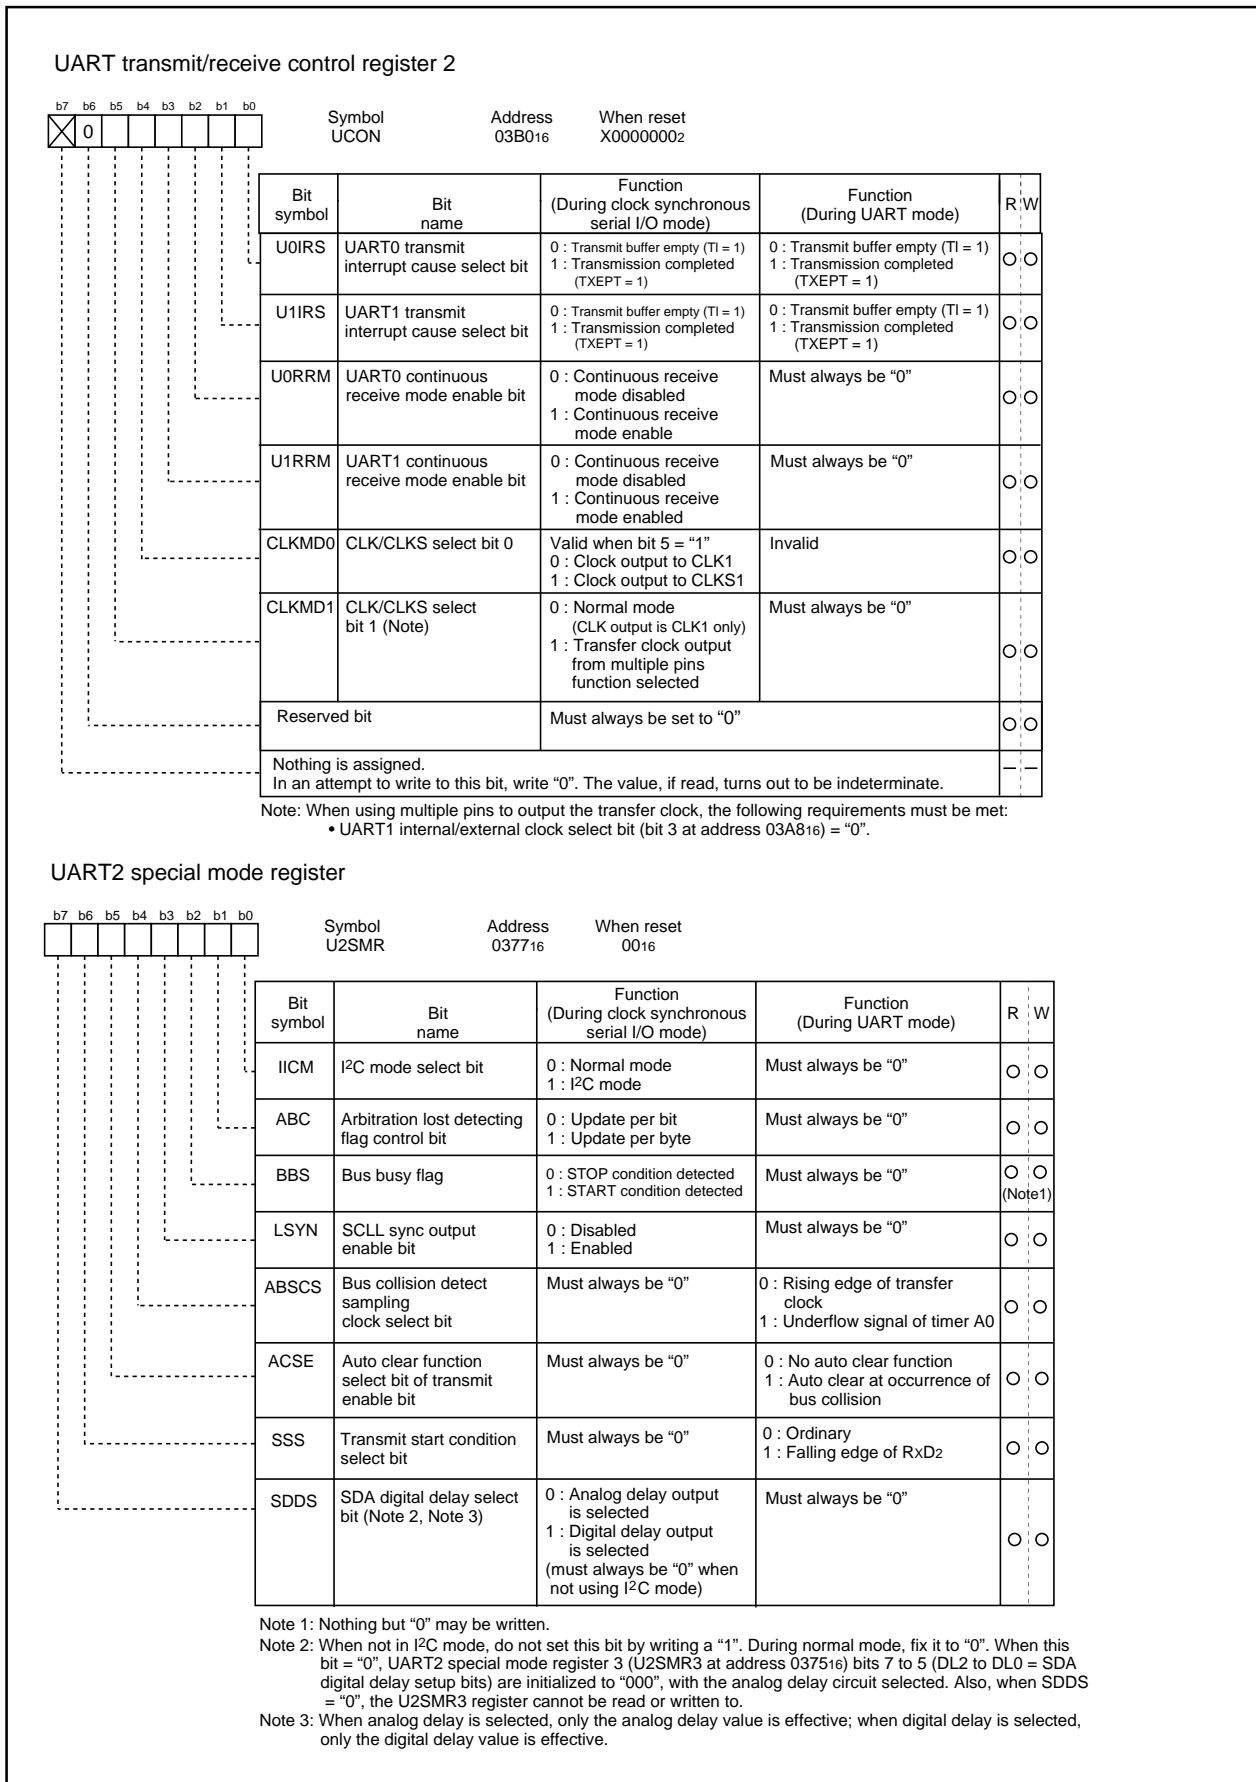 UART transmit/receive control register 2
b7 b6 b5 b4 b3 b2 b1 b0
Symbol Address When reset
UCON 03B016 X00000002
0
Bit symbol Bit name Function (During clock synchronous serial I/O mode) Function (During UART mode) R W
U0IRS UART0 transmit interrupt cause select bit
0 : Transmit buffer empty (TI = 1)
1 : Transmission completed
(TXEPT = 1)
0 : Transmit buffer empty (TI = 1)
1 : Transmission completed
(TXEPT = 1)
U1IRS UART1 transmit interrupt cause select bit
0 : Transmit buffer empty (TI = 1)
1 : Transmission completed
(TXEPT = 1)
0 : Transmit buffer empty (TI = 1)
1 : Transmission completed
(TXEPT = 1)
U0RRM UART0 continuous receive mode enable bit
0 : Continuous receive
mode disabled
1 : Continuous receive
mode enable
Must always be “0”
U1RRM UART1 continuous receive mode enable bit
0 : Continuous receive
mode disabled
1 : Continuous receive
mode enabled
Must always be “0”
CLKMD0 CLK/CLKS select bit 0
Valid when bit 5 = “1”
0 : Clock output to CLK1
1 : Clock output to CLKS1
Invalid
CLKMD1 CLK/CLKS select bit 1 (Note)
0 : Normal mode
(CLK output is CLK1 only)
1 : Transfer clock output
from multiple pins
function selected
Must always be “0”
Reserved bit Must always be set to “0”
Nothing is assigned.
In an attempt to write to this bit, write “0”. The value, if read, turns out to be indeterminate.
Note: When using multiple pins to output the transfer clock, the following requirements must be met:
• UART1 internal/external clock select bit (bit 3 at address 03A816) = “0”.
UART2 special mode register
b7 b6 b5 b4 b3 b2 b1 b0
Symbol Address When reset
U2SMR 037716 0016
Bit symbol Bit name Function (During clock synchronous serial I/O mode) Function (During UART mode) R W
IICM I2C mode select bit
0 : Normal mode
1 : I2C mode
Must always be “0”
ABC Arbitration lost detecting flag control bit
0 : Update per bit
1 : Update per byte
Must always be “0”
BBS Bus busy flag
0 : STOP condition detected
1 : START condition detected
Must always be “0”
(Note1)
LSYN SCLL sync output enable bit
0 : Disabled
1 : Enabled
Must always be “0”
ABSCS Bus collision detect sampling clock select bit
Must always be “0”
0 : Rising edge of transfer
clock
1 : Underflow signal of timer A0
ACSE Auto clear function select bit of transmit enable bit
Must always be “0”
0 : No auto clear function
1 : Auto clear at occurrence of
bus collision
SSS Transmit start condition select bit
Must always be “0”
0 : Ordinary
1 : Falling edge of RxD2
SDDS SDA digital delay select bit (Note 2, Note 3)
0 : Analog delay output
is selected
1 : Digital delay output
is selected
(must always be “0” when
not using I2C mode)
Must always be “0”
Note 1: Nothing but “0” may be written.
Note 2: When not in I2C mode, do not set this bit by writing a “1”. During normal mode, fix it to “0”. When this
bit = “0”, UART2 special mode register 3 (U2SMR3 at address 037516) bits 7 to 5 (DL2 to DL0 = SDA
digital delay setup bits) are initialized to “000”, with the analog delay circuit selected. Also, when SDDS
= “0”, the U2SMR3 register cannot be read or written to.
Note 3: When analog delay is selected, only the analog delay value is effective; when digital delay is selected,
only the digital delay value is effective.